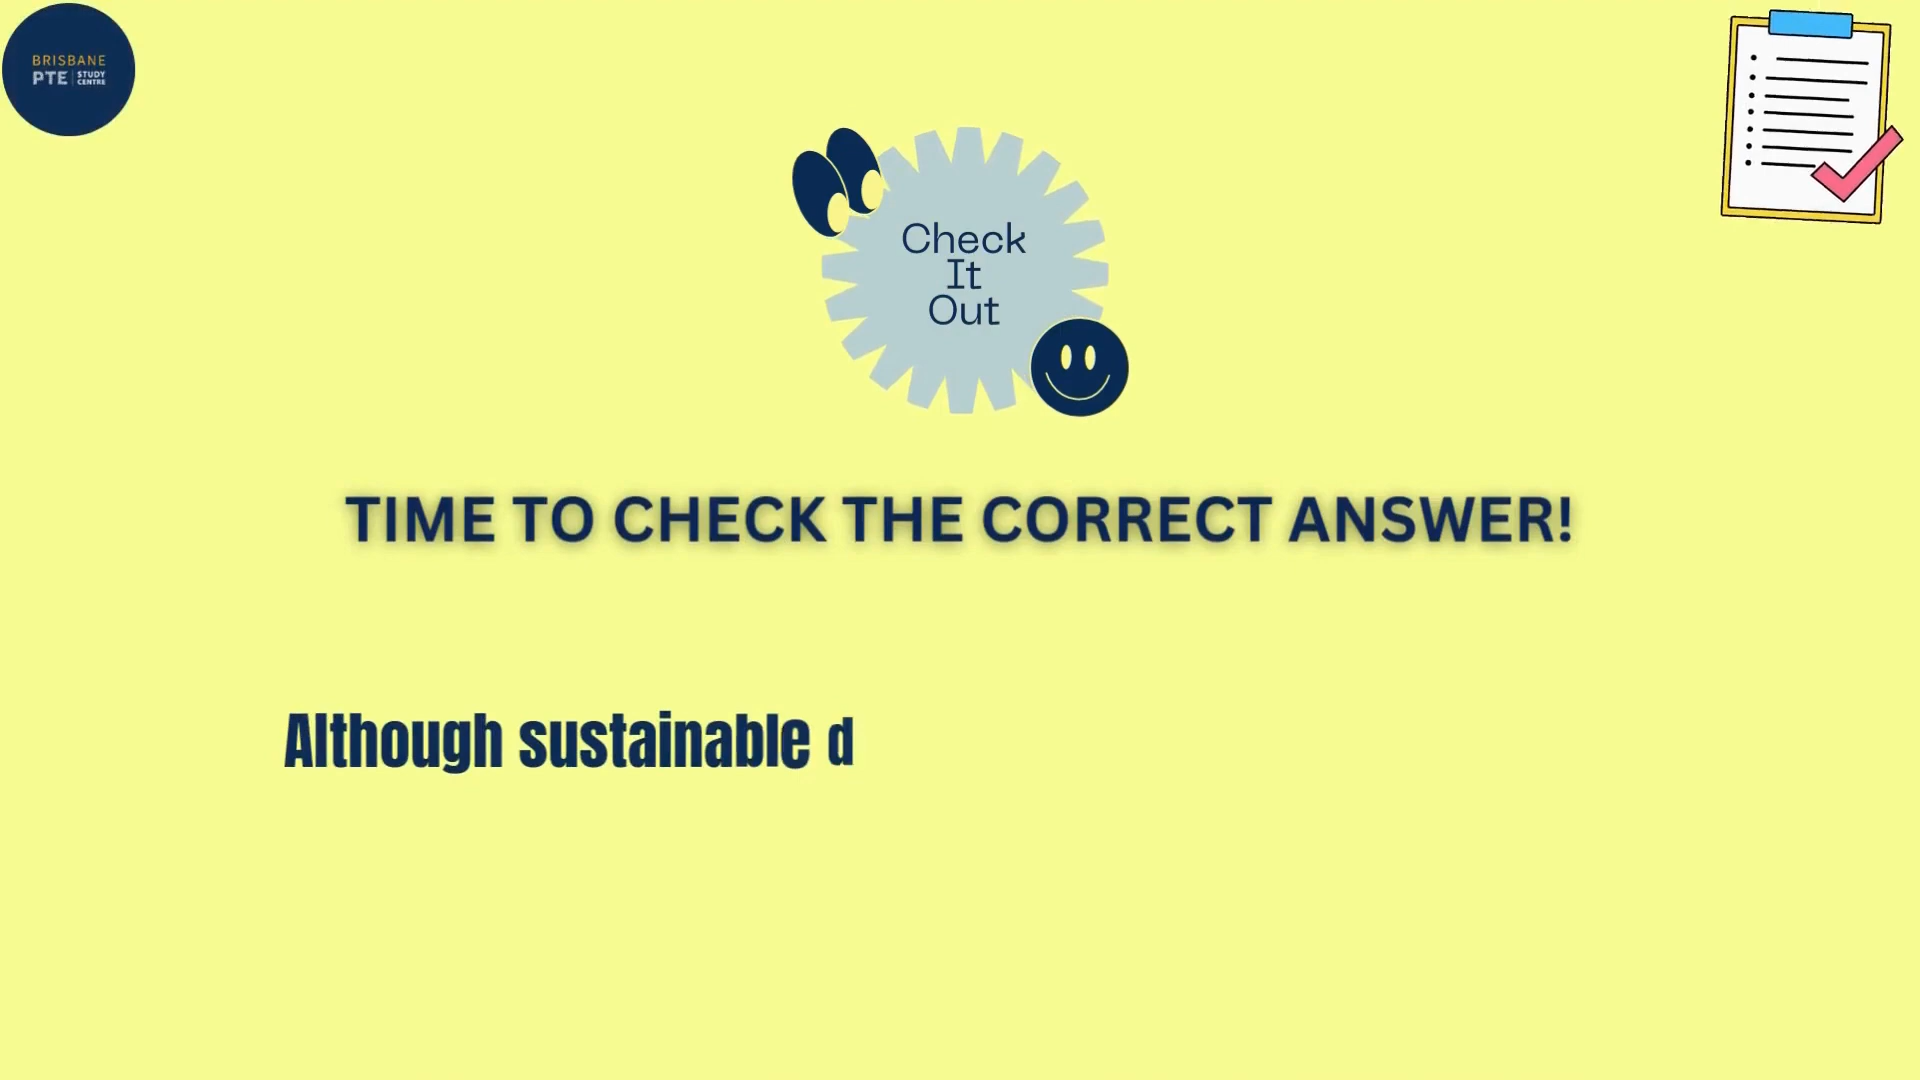 BRISBANE
PTE STUDY
CENTRE
Check
It
Out
TIME TO CHECK THE CORRECT ANSWER!
Although sustainable d